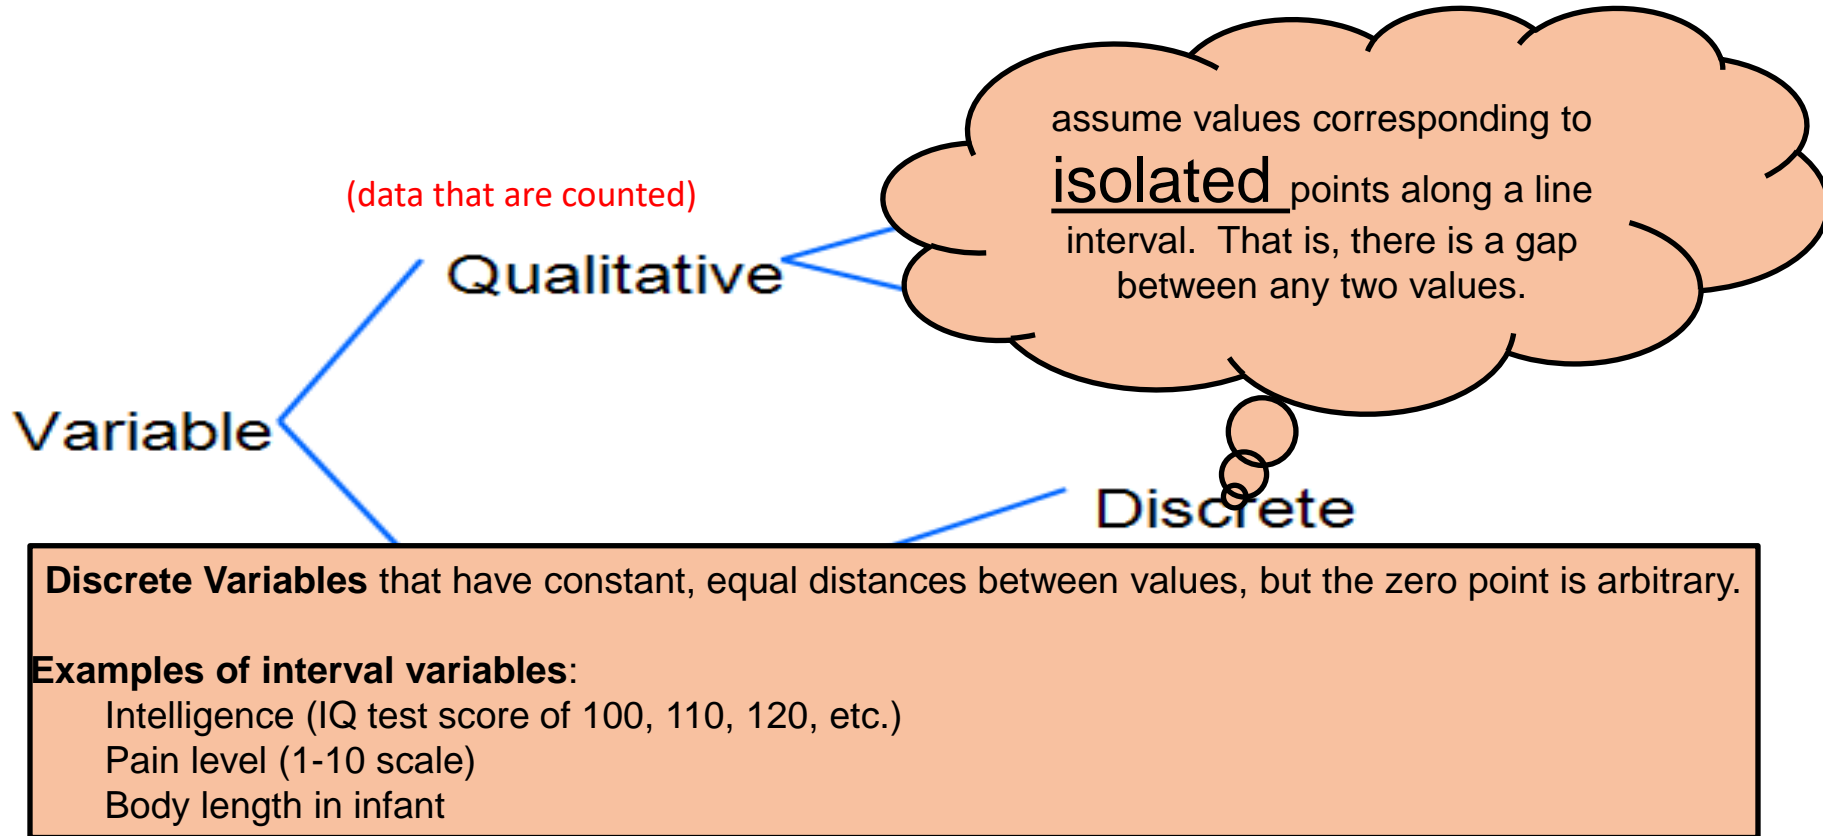 assume values corresponding to
isolated points along a line
interval. That is, there is a gap
between any two values.
(data that are counted)
Qualitative
Variable
Discrete
Discrete Variables that have constant, equal distances between values, but the zero point is arbitrary.
Examples of interval variables:
Intelligence (IQ test score of 100, 110, 120, etc.)
Pain level (1-10 scale)
Body length in infant